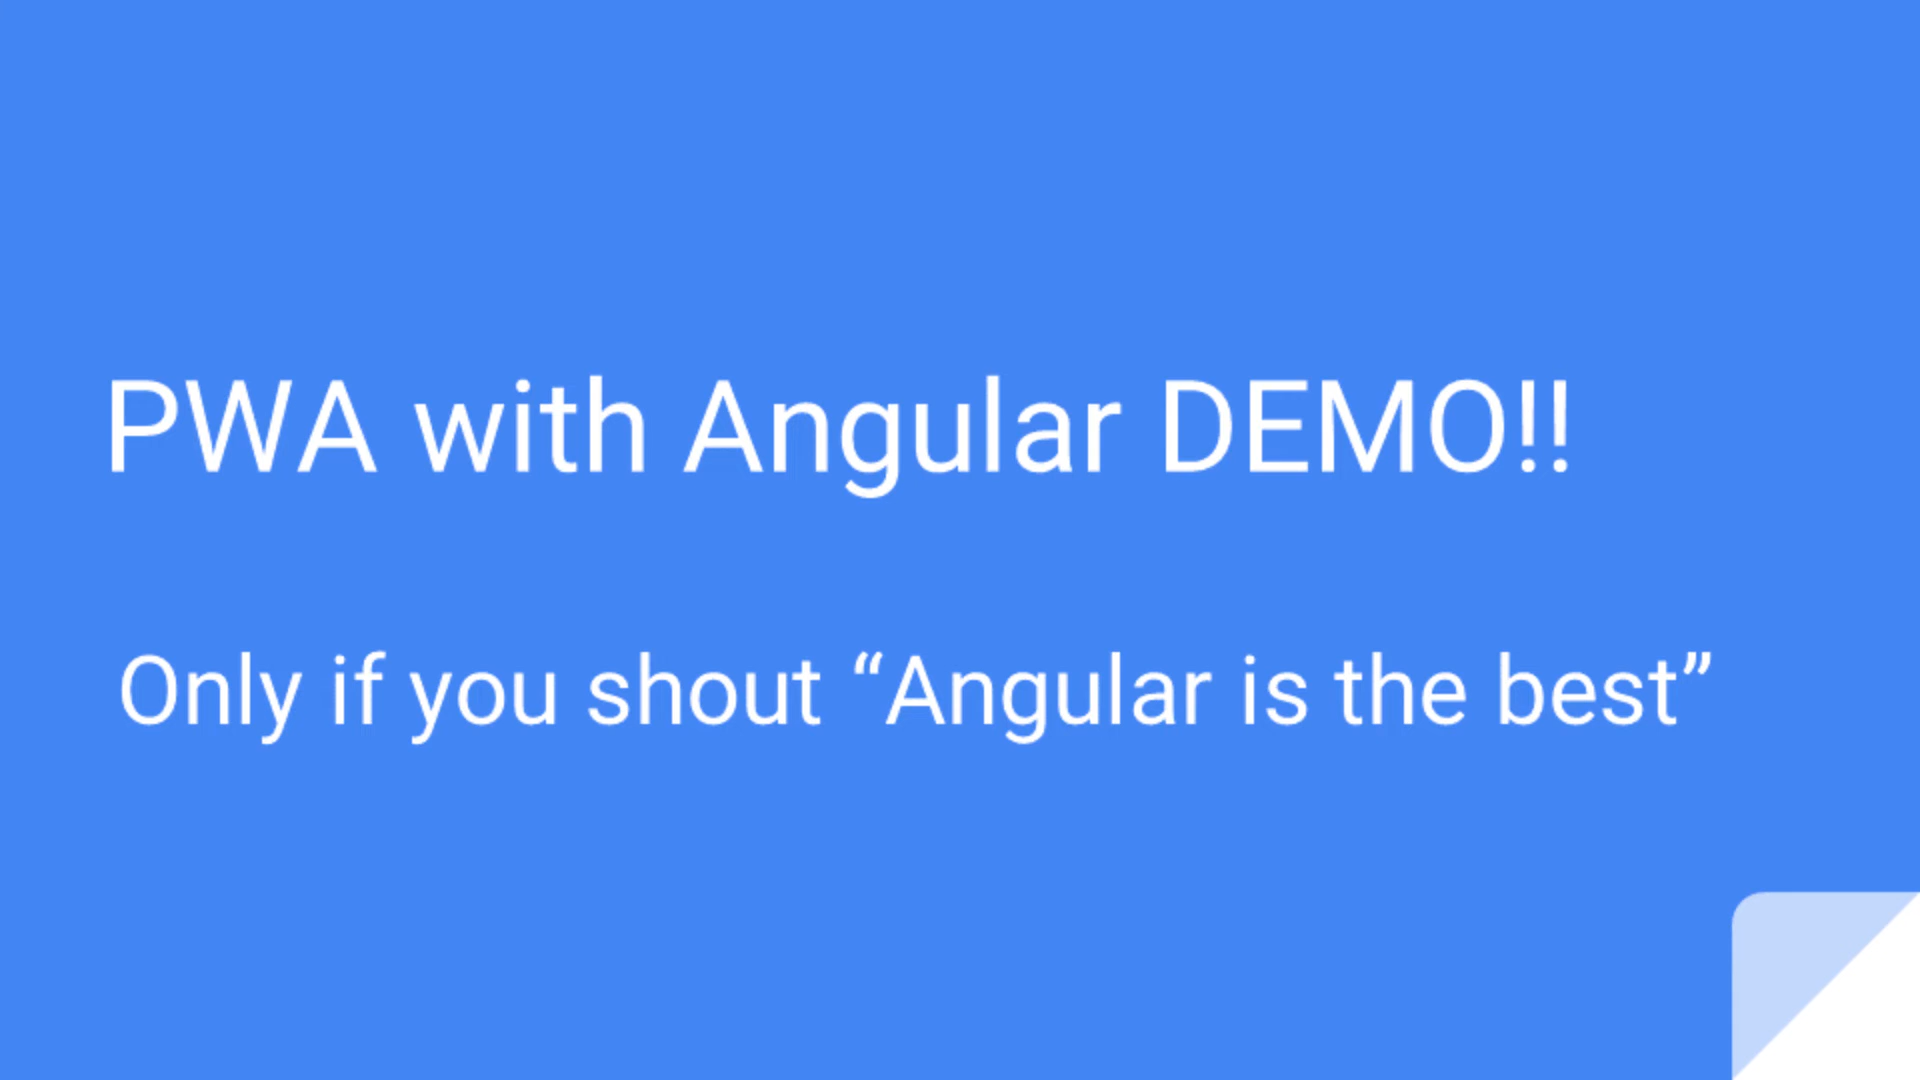 PWA with Angular DEMO!!
Only if you shout “Angular is the best”